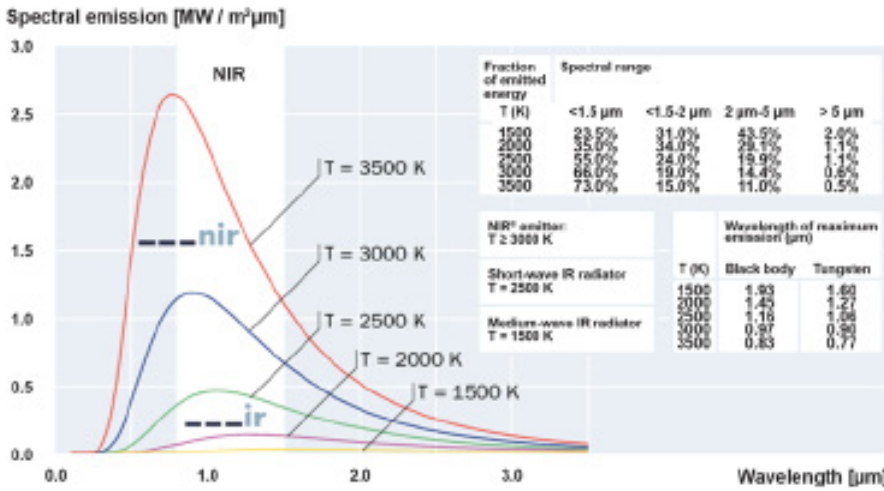 Spectral emission [MW / m²µm]
3.0
2.5
2.0
1.5
1.0
0.5
0.0
NIR
nir
ir
T = 3500 K
T = 3000 K
T = 2500 K
T = 2000 K
T = 1500 K
0.0 1.0 2.0 3.0
Wavelength [µm]
Fraction of emitted energy
Spectral range
T (K) <1.5 µm <1.5-2 µm 2 µm-5 µm > 5 µm
1500 23.5% 31.0% 43.5% 2.0%
2000 35.0% 34.0% 29.1% 1.1%
2500 55.0% 24.0% 19.9% 1.1%
3000 66.0% 19.0% 14.4% 0.6%
3500 73.0% 15.0% 11.0% 0.5%
NIR® emitter:
T ≥ 3000 K
Short-wave IR radiator
T = 2500 K
Medium-wave IR radiator
T = 1500 K
Wavelength of maximum
emission (µm)
T (K) Black body Tungsten
1500 1.93 1.60
2000 1.45 1.27
2500 1.16 1.06
3000 0.97 0.90
3500 0.83 0.77